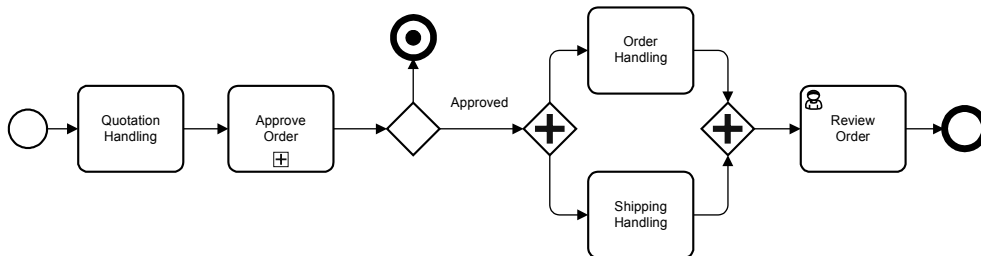 Quotation
Handling
Approve
Order
Approved
Order
Handling
Shipping
Handling
Review
Order